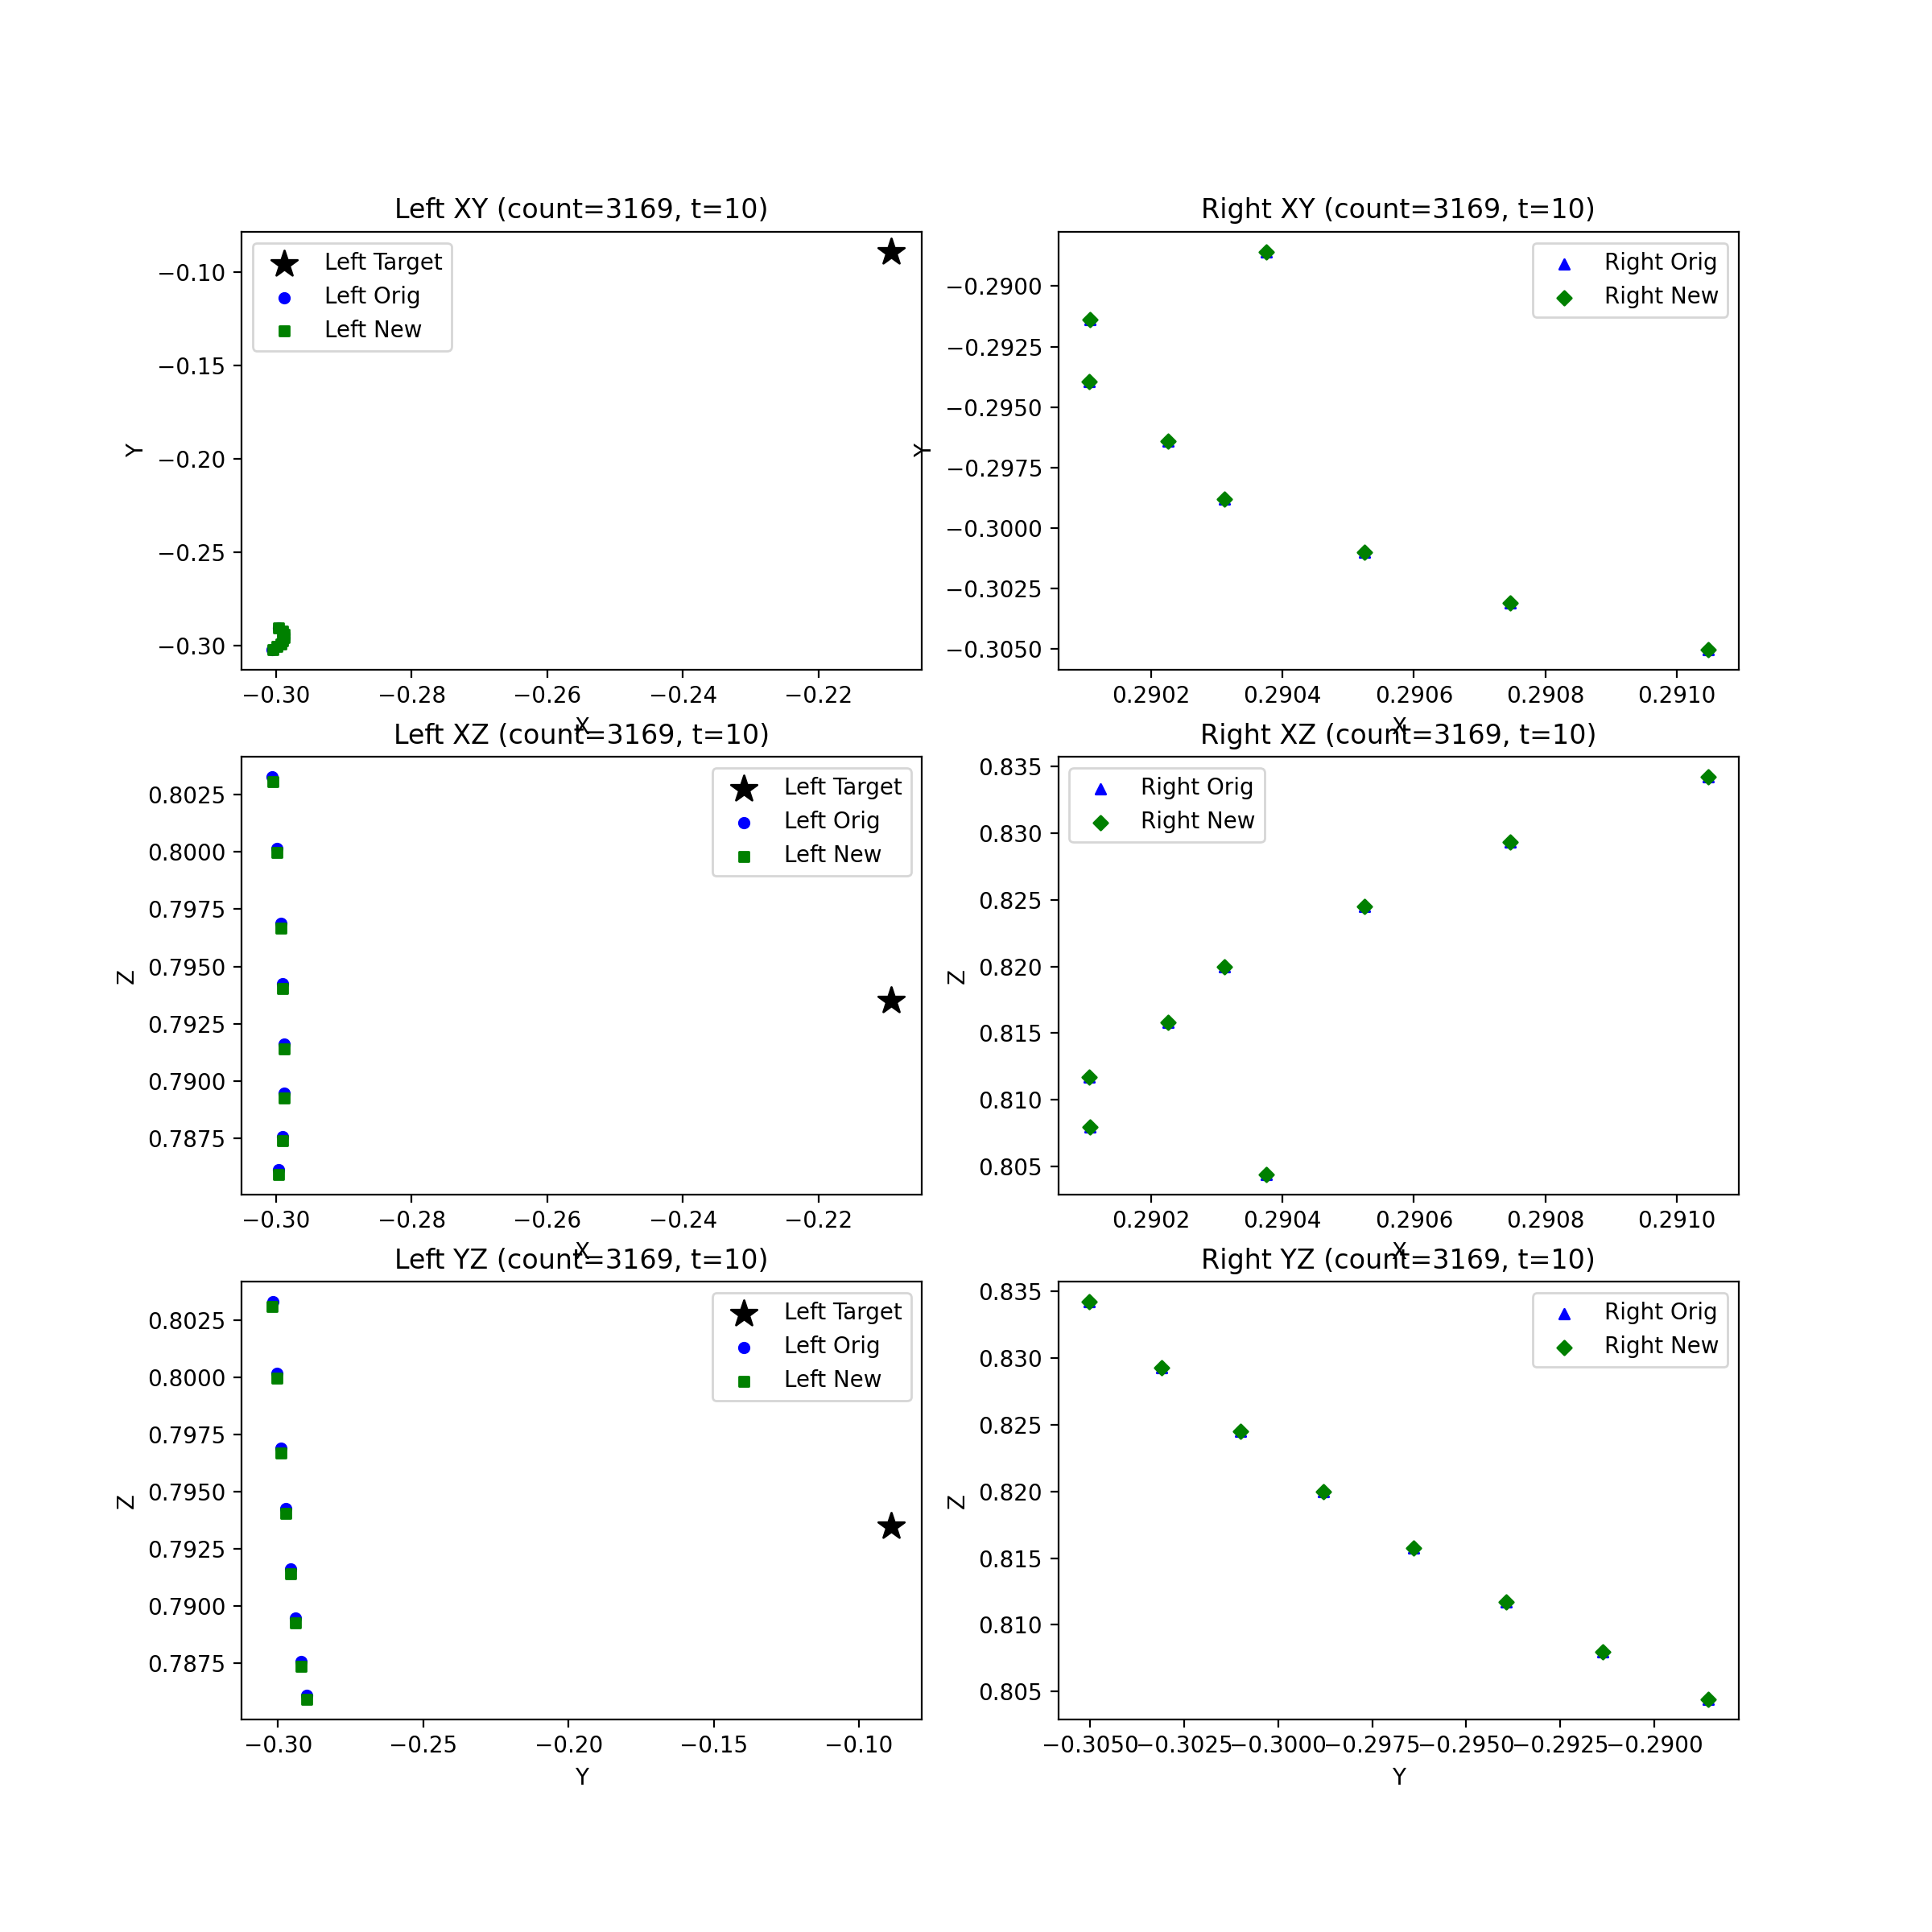 Left XY (count=3169, t=10)
Left Target
Left Orig
Left New
−0.10
−0.15
−0.20
−0.25
−0.30
Y
−0.30 −0.28 −0.26 −0.24 −0.22
X
Right XY (count=3169, t=10)
Right Orig
Right New
−0.2900
−0.2925
−0.2950
−0.2975
−0.3000
−0.3025
−0.3050
Y
0.2902 0.2904 0.2906 0.2908 0.2910
X
Left XZ (count=3169, t=10)
Left Target
Left Orig
Left New
0.8025
0.8000
0.7975
0.7950
0.7925
0.7900
0.7875
Z
−0.30 −0.28 −0.26 −0.24 −0.22
X
Right XZ (count=3169, t=10)
Right Orig
Right New
0.835
0.830
0.825
0.820
0.815
0.810
0.805
Z
0.2902 0.2904 0.2906 0.2908 0.2910
X
Left YZ (count=3169, t=10)
Left Target
Left Orig
Left New
0.8025
0.8000
0.7975
0.7950
0.7925
0.7900
0.7875
Z
−0.30 −0.25 −0.20 −0.15 −0.10
Y
Right YZ (count=3169, t=10)
Right Orig
Right New
0.835
0.830
0.825
0.820
0.815
0.810
0.805
Z
−0.3050 −0.3025 −0.3000 −0.2975 −0.2950 −0.2925 −0.2900
Y